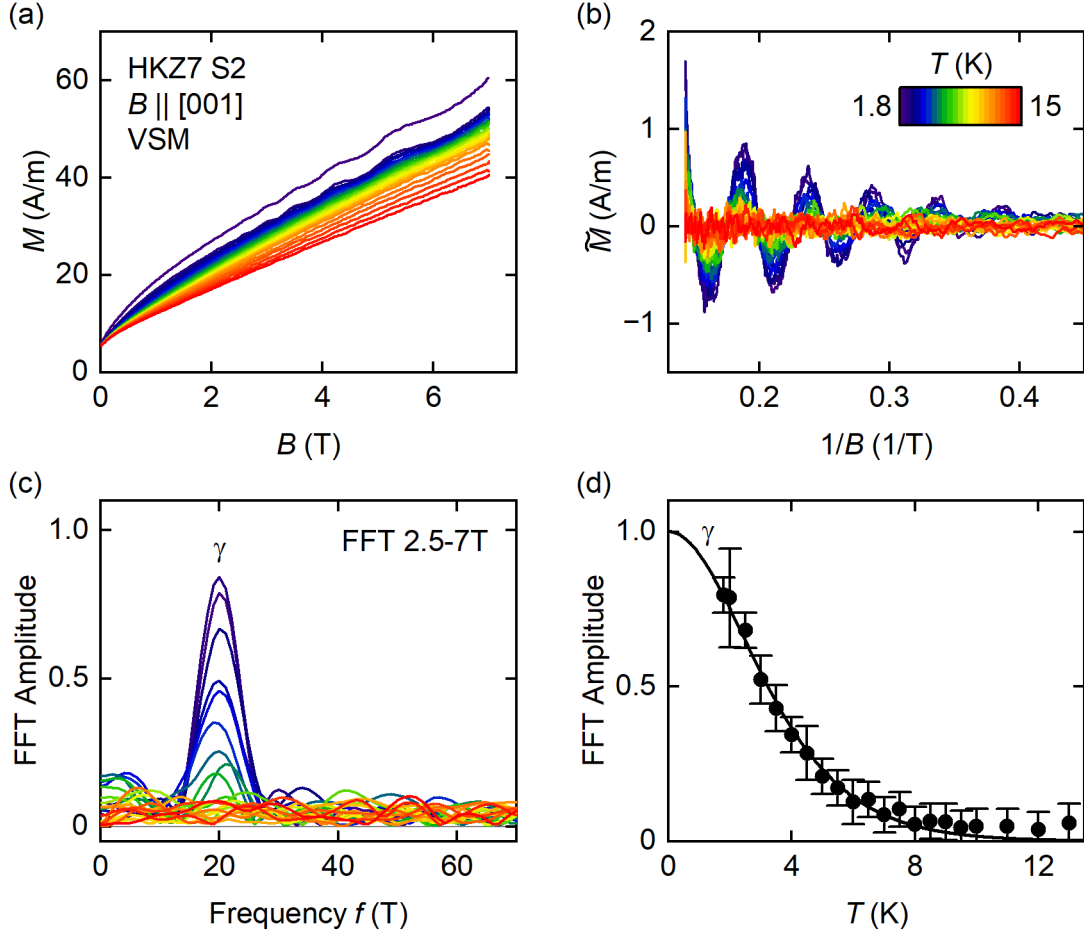 (a)
HKZ7 S2
B || [001]
VSM
60
40
20
0
M (A/m)
0 2 4 6
B (T)
(b)
T (K)
1.8 15
2
1
0
−1
M̃ (A/m)
0.2 0.3 0.4
1/B (1/T)
(c)
γ
FFT 2.5-7T
1.0
0.5
0
FFT Amplitude
0 20 40 60
Frequency f (T)
(d)
γ
1.0
0.5
0
FFT Amplitude
0 4 8 12
T (K)